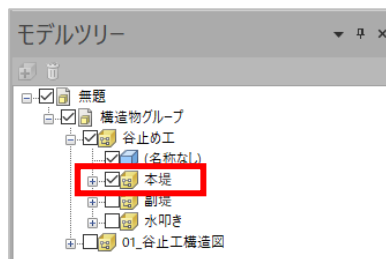 モデルツリー
無題
構造物グループ
谷止め工
(名称なし)
本堤
副堤
水叩き
01_谷止工構造図